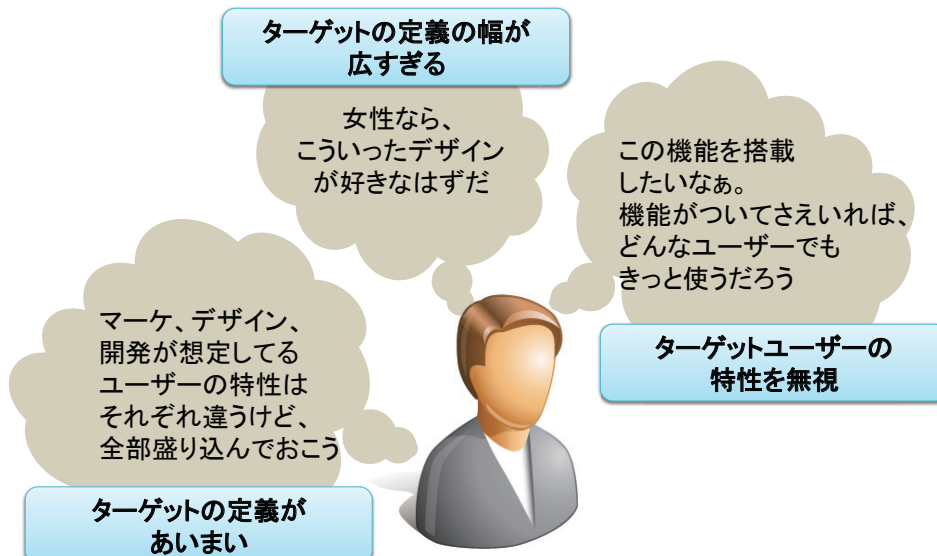 ターゲットの定義の幅が
広すぎる
女性なら、
こういったデザイン
が好きなはずだ
この機能を搭載
したいなぁ。
機能がついてさえいれば、
どんなユーザーでも
きっと使うだろう
ターゲットユーザーの
特性を無視
マーケ、デザイン、
開発が想定してる
ユーザーの特性は
それぞれ違うけど、
全部盛り込んでおこう
ターゲットの定義が
あいまい